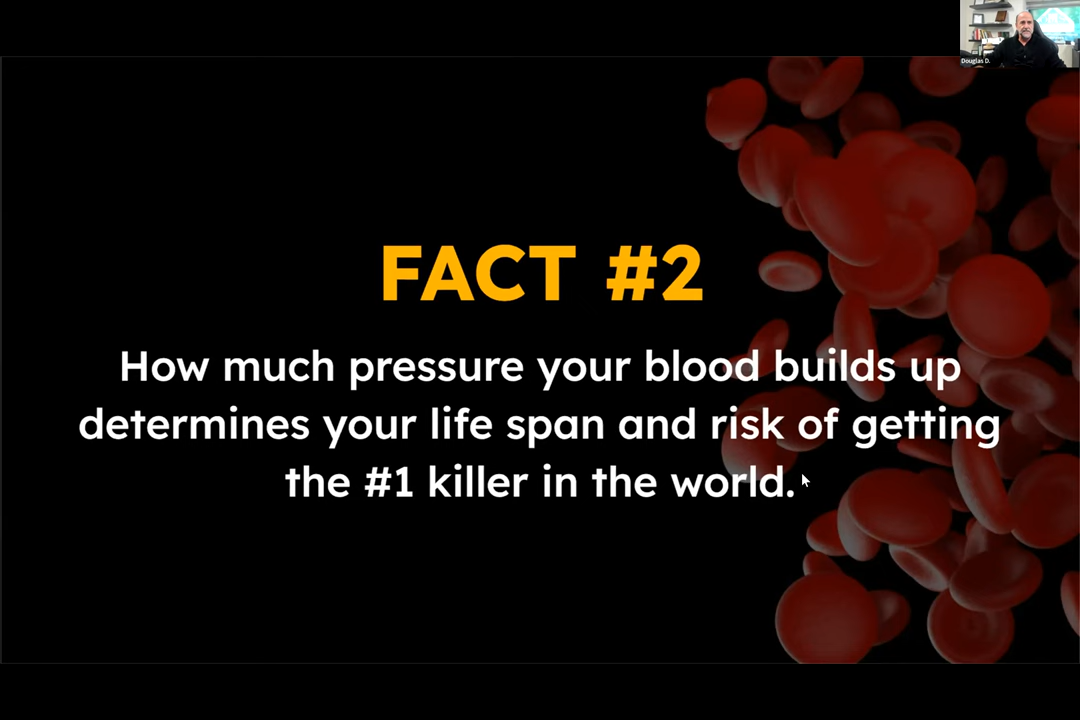 Douglas D.
FACT #2
How much pressure your blood builds up
determines your life span and risk of getting
the #1 killer in the world.